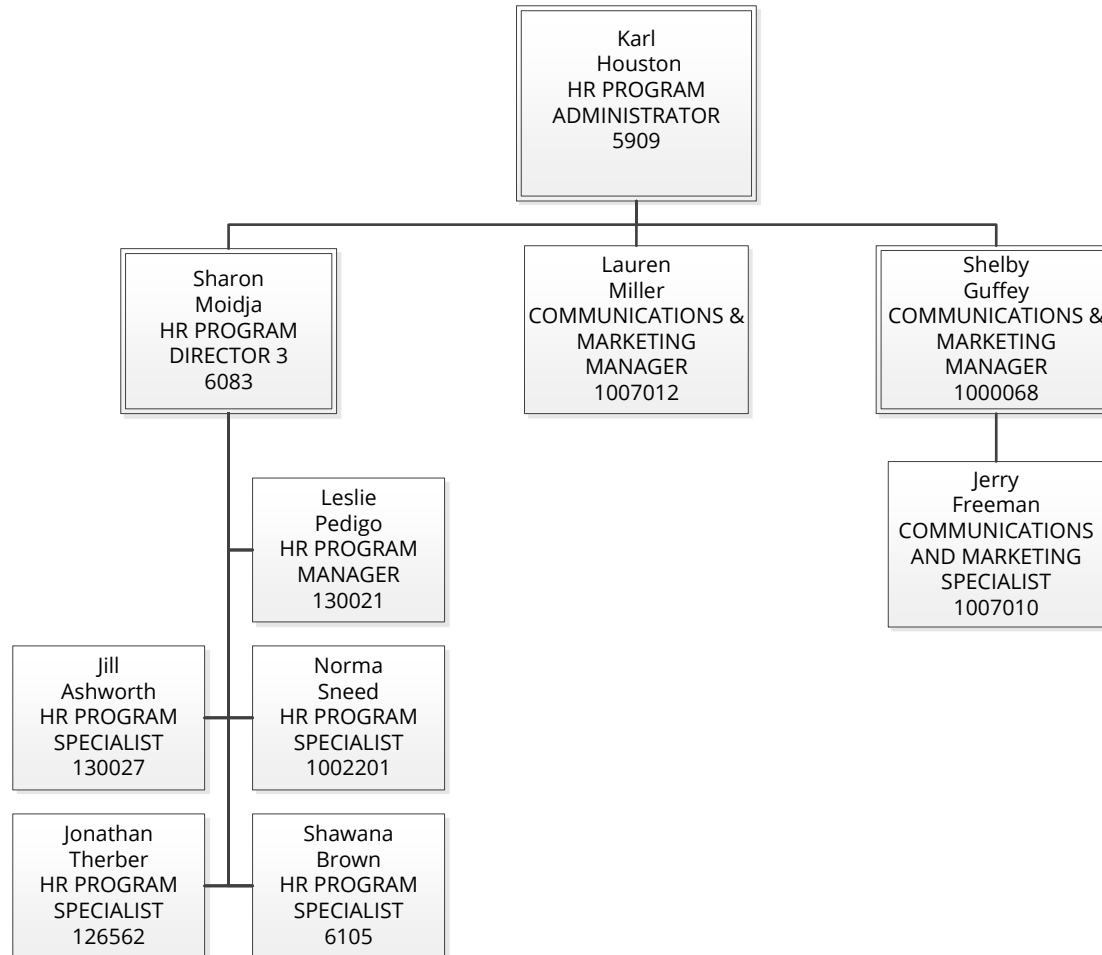 Karl
Houston
HR PROGRAM
ADMINISTRATOR
5909
Sharon
Moidja
HR PROGRAM
DIRECTOR 3
6083
Lauren
Miller
COMMUNICATIONS &
MARKETING
MANAGER
1007012
Shelby
Guffey
COMMUNICATIONS &
MARKETING
MANAGER
1000068
Leslie
Pedigo
HR PROGRAM
MANAGER
130021
Jerry
Freeman
COMMUNICATIONS
AND MARKETING
SPECIALIST
1007010
Jill
Ashworth
HR PROGRAM
SPECIALIST
130027
Norma
Sneed
HR PROGRAM
SPECIALIST
1002201
Jonathan
Therber
HR PROGRAM
SPECIALIST
126562
Shawana
Brown
HR PROGRAM
SPECIALIST
6105